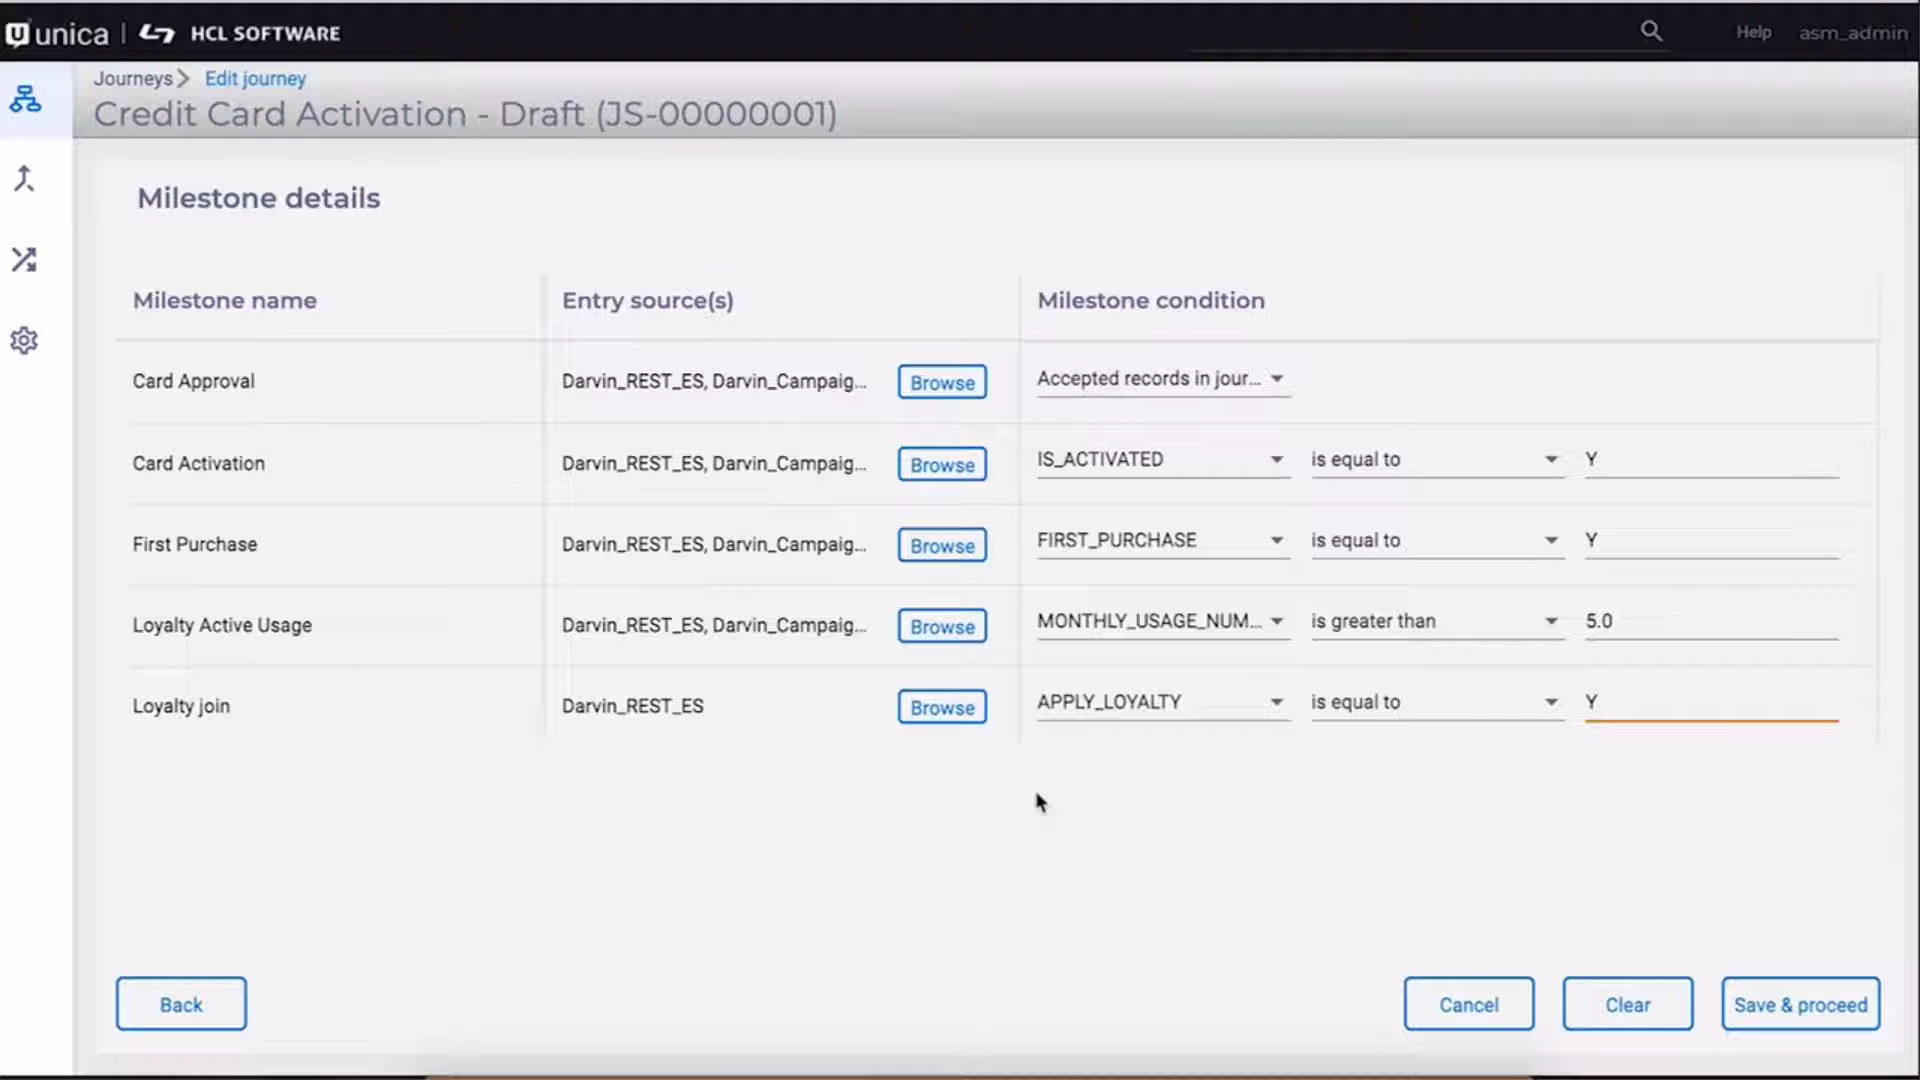 unica | HCL SOFTWARE Help asm_admin
Journeys Edit journey
Credit Card Activation - Draft (JS-00000001)
Milestone details
Milestone name Entry source(s) Milestone condition
Card Approval Darvin_REST_ES, Darvin_Campaig... Browse Accepted records in jour...
Card Activation Darvin_REST_ES, Darvin_Campaig... Browse IS_ACTIVATED is equal to Y
First Purchase Darvin_REST_ES, Darvin_Campaig... Browse FIRST_PURCHASE is equal to Y
Loyalty Active Usage Darvin_REST_ES, Darvin_Campaig... Browse MONTHLY_USAGE_NUM... is greater than 5.0
Loyalty join Darvin_REST_ES Browse APPLY_LOYALTY is equal to Y
Back Cancel Clear Save & proceed